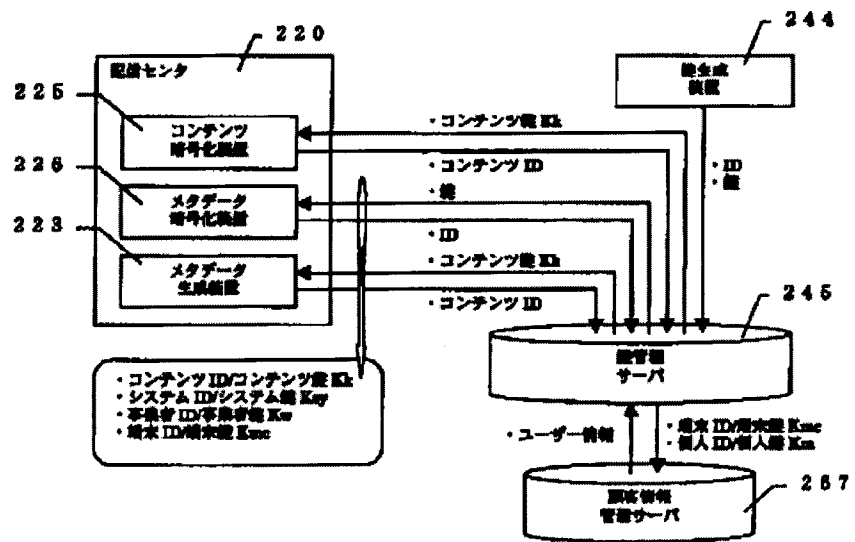 220
244
配信センタ
鍵生成
装置
225
コンテンツ
暗号化装置
・コンテンツ鍵 Kk
・コンテンツ ID
・ID
・鍵
226
メタデータ
暗号化装置
・鍵
・ID
223
メタデータ
生成装置
・コンテンツ鍵 Kk
・コンテンツ ID
245
鍵管理
サーバ
・コンテンツ ID/コンテンツ鍵 Kk
・システム ID/システム鍵 Ksy
・事業者 ID/事業者鍵 Kw
・端末 ID/端末鍵 Kmc
・ユーザー情報
・端末 ID/端末鍵 Kmc
・個人 ID/個人鍵 Km
顧客情報
管理サーバ
257